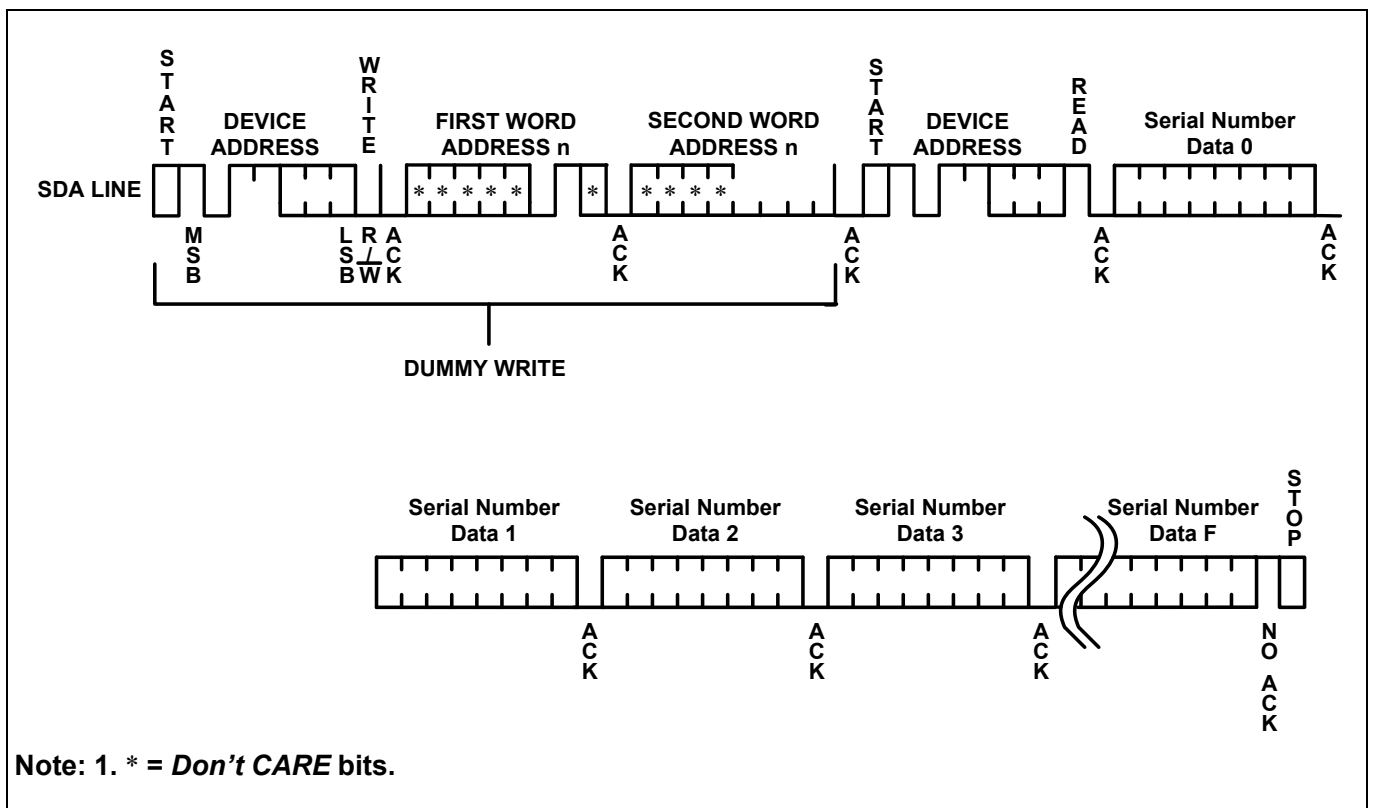 START
WRITE
START
READ
DEVICE
ADDRESS
FIRST WORD
ADDRESS n
SECOND WORD
ADDRESS n
DEVICE
ADDRESS
Serial Number
Data 0
SDA LINE
* * * * *
*
* * * *
MSB
LSB
R/W
ACK
ACK
ACK
ACK
ACK
DUMMY WRITE
Serial Number
Data 1
Serial Number
Data 2
Serial Number
Data 3
Serial Number
Data F
STOP
ACK
ACK
ACK
NO ACK
Note: 1. * = Don't CARE bits.